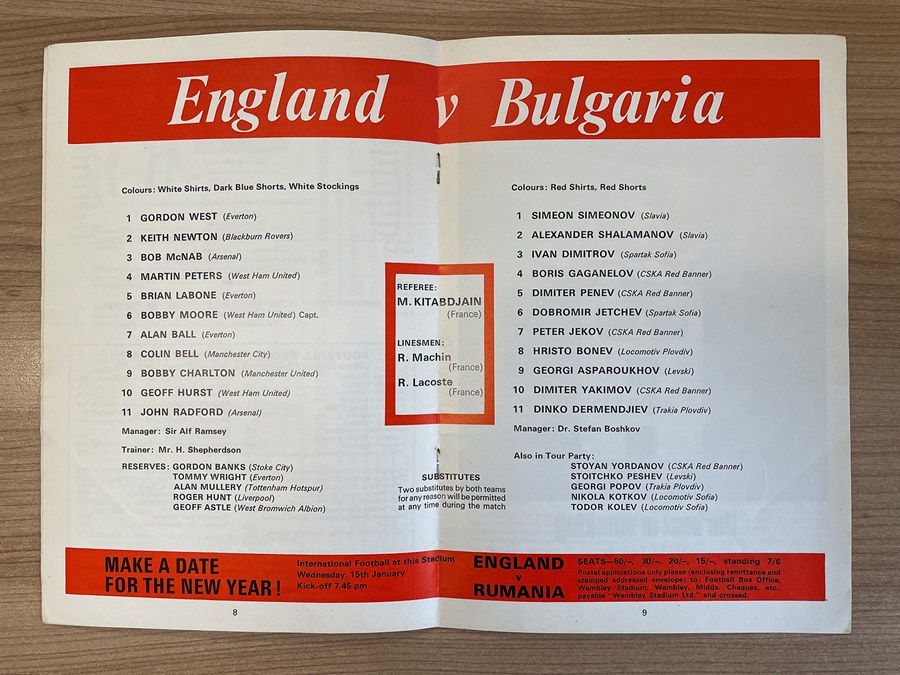 England v Bulgaria
Colours: White Shirts, Dark Blue Shorts, White Stockings
1 GORDON WEST (Everton)
2 KEITH NEWTON (Blackburn Rovers)
3 BOB McNAB (Arsenal)
4 MARTIN PETERS (West Ham United)
5 BRIAN LABONE (Everton)
6 BOBBY MOORE (West Ham United) Capt.
7 ALAN BALL (Everton)
8 COLIN BELL (Manchester City)
9 BOBBY CHARLTON (Manchester United)
10 GEOFF HURST (West Ham United)
11 JOHN RADFORD (Arsenal)
Manager: Sir Alf Ramsey
Trainer: Mr. H. Shepherdson
RESERVES: GORDON BANKS (Stoke City)
TOMMY WRIGHT (Everton)
ALAN MULLERY (Tottenham Hotspur)
ROGER HUNT (Liverpool)
GEOFF ASTLE (West Bromwich Albion)
REFEREE:
M. KITABDJAIN
(France)
LINESMEN:
R. Machin
(France)
R. Lacoste
(France)
SUBSTITUTES
Two substitutes by both teams
for any reason will be permitted
at any time during the match
Colours: Red Shirts, Red Shorts
1 SIMEON SIMEONOV (Slavia)
2 ALEXANDER SHALAMANOV (Slavia)
3 IVAN DIMITROV (Spartak Sofia)
4 BORIS GAGANELOV (CSKA Red Banner)
5 DIMITER PENEV (CSKA Red Banner)
6 DOBROMIR JETCHEV (Spartak Sofia)
7 PETER JEKOV (CSKA Red Banner)
8 HRISTO BONEV (Locomotiv Plovdiv)
9 GEORGI ASPAROUKHOV (Levski)
10 DIMITER YAKIMOV (CSKA Red Banner)
11 DINKO DERMENDJIEV (Trakia Plovdiv)
Manager: Dr. Stefan Boshkov
Also in Tour Party:
STOYAN YORDANOV (CSKA Red Banner)
STOITCHKO PESHEV (Levski)
GEORGI POPOV (Trakia Plovdiv)
NIKOLA KOTKOV (Locomotiv Sofia)
TODOR KOLEV (Locomotiv Sofia)
MAKE A DATE
FOR THE NEW YEAR!
International Football at this Stadium
Wednesday, 15th January
Kick-off 7.45 pm
ENGLAND
v
RUMANIA
SEATS—50/-, 30/-, 20/-, 15/-, standing 7/6
Postal applications only please (enclosing remittance and
stamped addressed envelope) to: Football Box Office,
Wembley Stadium, Wembley, Middx. Cheques, etc.,
payable "Wembley Stadium Ltd." and crossed.
8
9